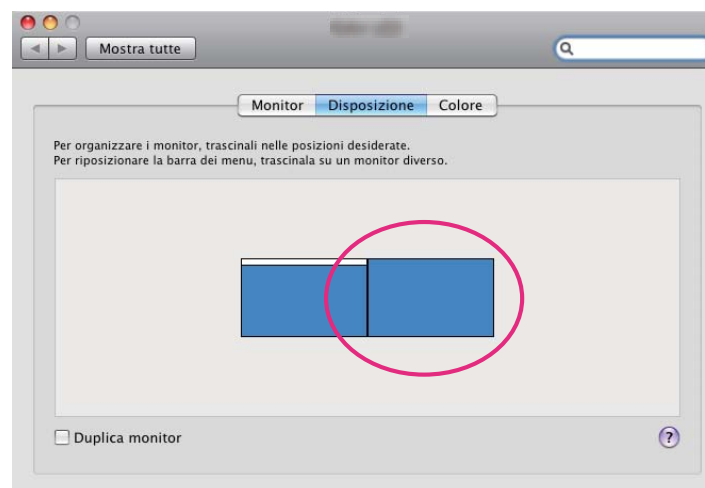 Mostra tutte
Monitor Disposizione Colore
Per organizzare i monitor, trascinali nelle posizioni desiderate.
Per riposizionare la barra dei menu, trascinala su un monitor diverso.
Duplica monitor
?